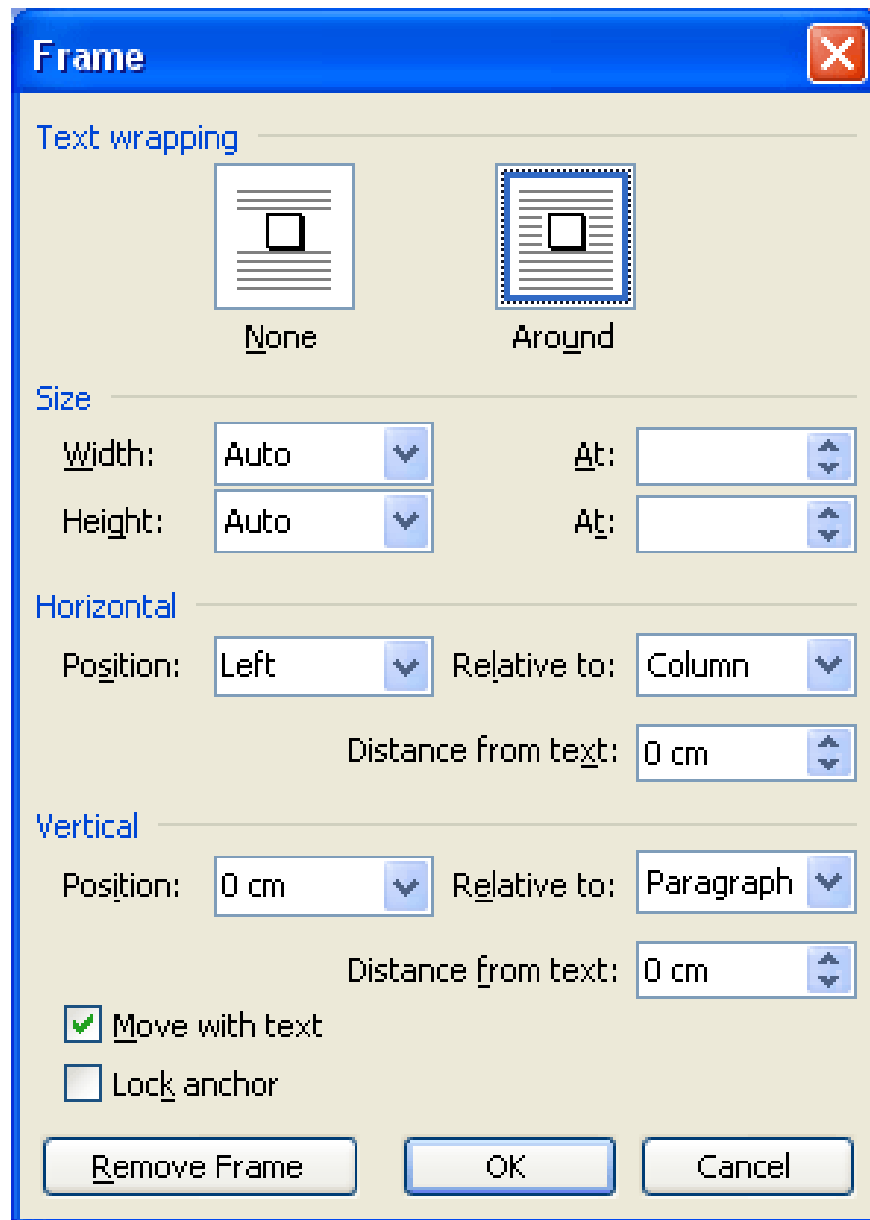 Frame
Text wrapping
None Around
Size
Width: Auto At:
Height: Auto At:
Horizontal
Position: Left Relative to: Column
Distance from text: 0 cm
Vertical
Position: 0 cm Relative to: Paragraph
Distance from text: 0 cm
Move with text
Lock anchor
Remove Frame OK Cancel